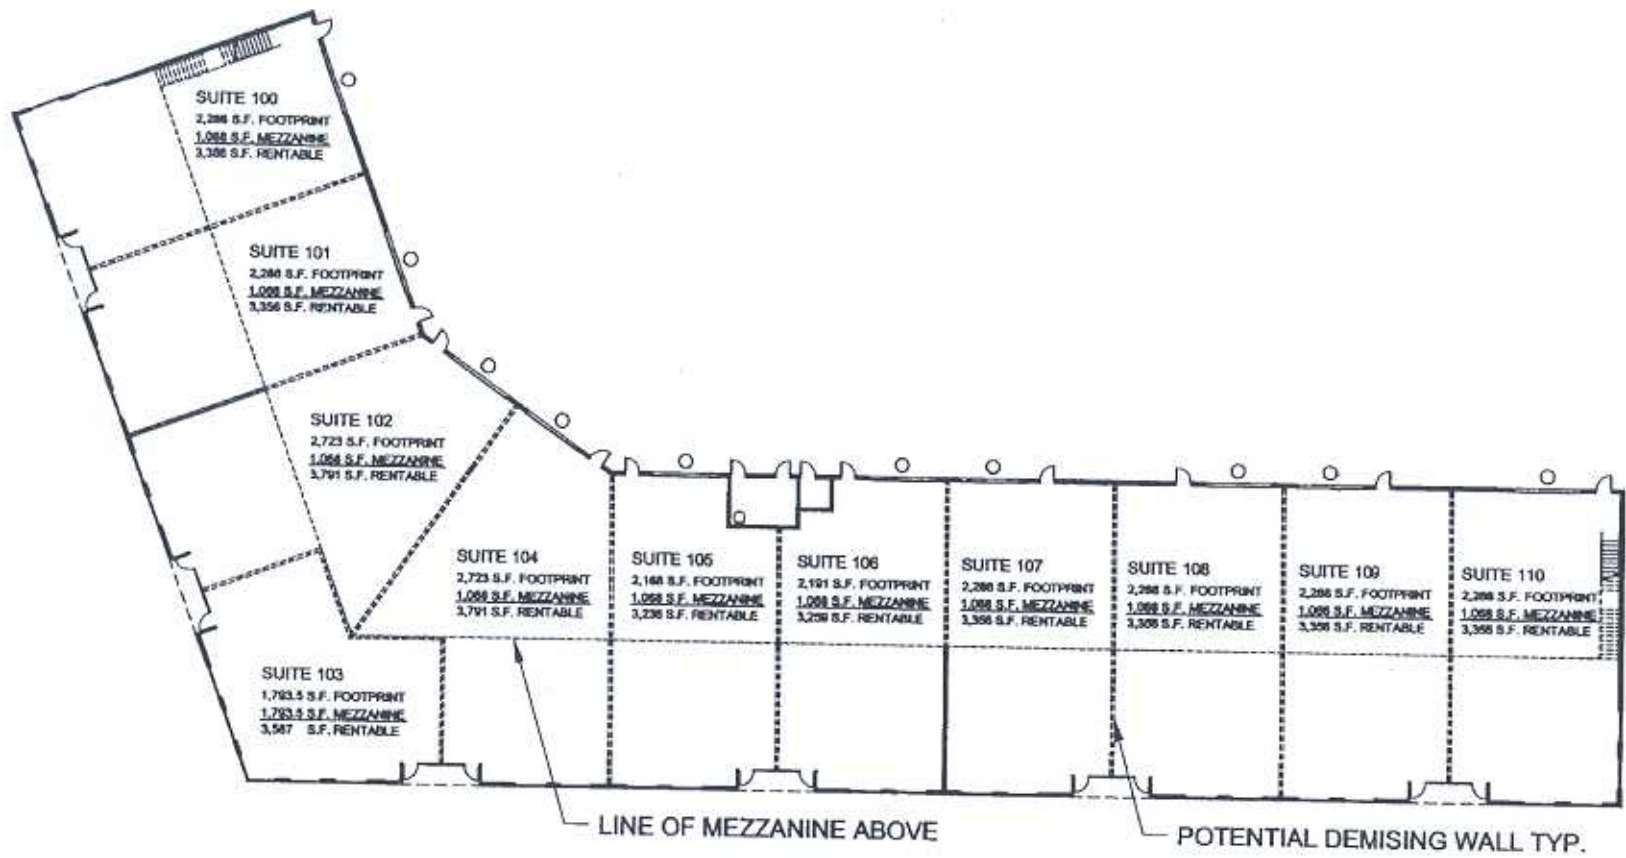 SUITE 100
2,288 S.F. FOOTPRINT
1,068 S.F. MEZZANINE
3,356 S.F. RENTABLE
SUITE 101
2,288 S.F. FOOTPRINT
1,068 S.F. MEZZANINE
3,356 S.F. RENTABLE
SUITE 102
2,723 S.F. FOOTPRINT
1,068 S.F. MEZZANINE
3,791 S.F. RENTABLE
SUITE 103
1,793.5 S.F. FOOTPRINT
1,793.5 S.F. MEZZANINE
3,587 S.F. RENTABLE
SUITE 104
2,723 S.F. FOOTPRINT
1,068 S.F. MEZZANINE
3,791 S.F. RENTABLE
SUITE 105
2,168 S.F. FOOTPRINT
1,068 S.F. MEZZANINE
3,236 S.F. RENTABLE
SUITE 106
2,191 S.F. FOOTPRINT
1,068 S.F. MEZZANINE
3,259 S.F. RENTABLE
SUITE 107
2,288 S.F. FOOTPRINT
1,068 S.F. MEZZANINE
3,356 S.F. RENTABLE
SUITE 108
2,288 S.F. FOOTPRINT
1,068 S.F. MEZZANINE
3,356 S.F. RENTABLE
SUITE 109
2,288 S.F. FOOTPRINT
1,068 S.F. MEZZANINE
3,356 S.F. RENTABLE
SUITE 110
2,288 S.F. FOOTPRINT
1,068 S.F. MEZZANINE
3,356 S.F. RENTABLE
LINE OF MEZZANINE ABOVE
POTENTIAL DEMISING WALL TYP.